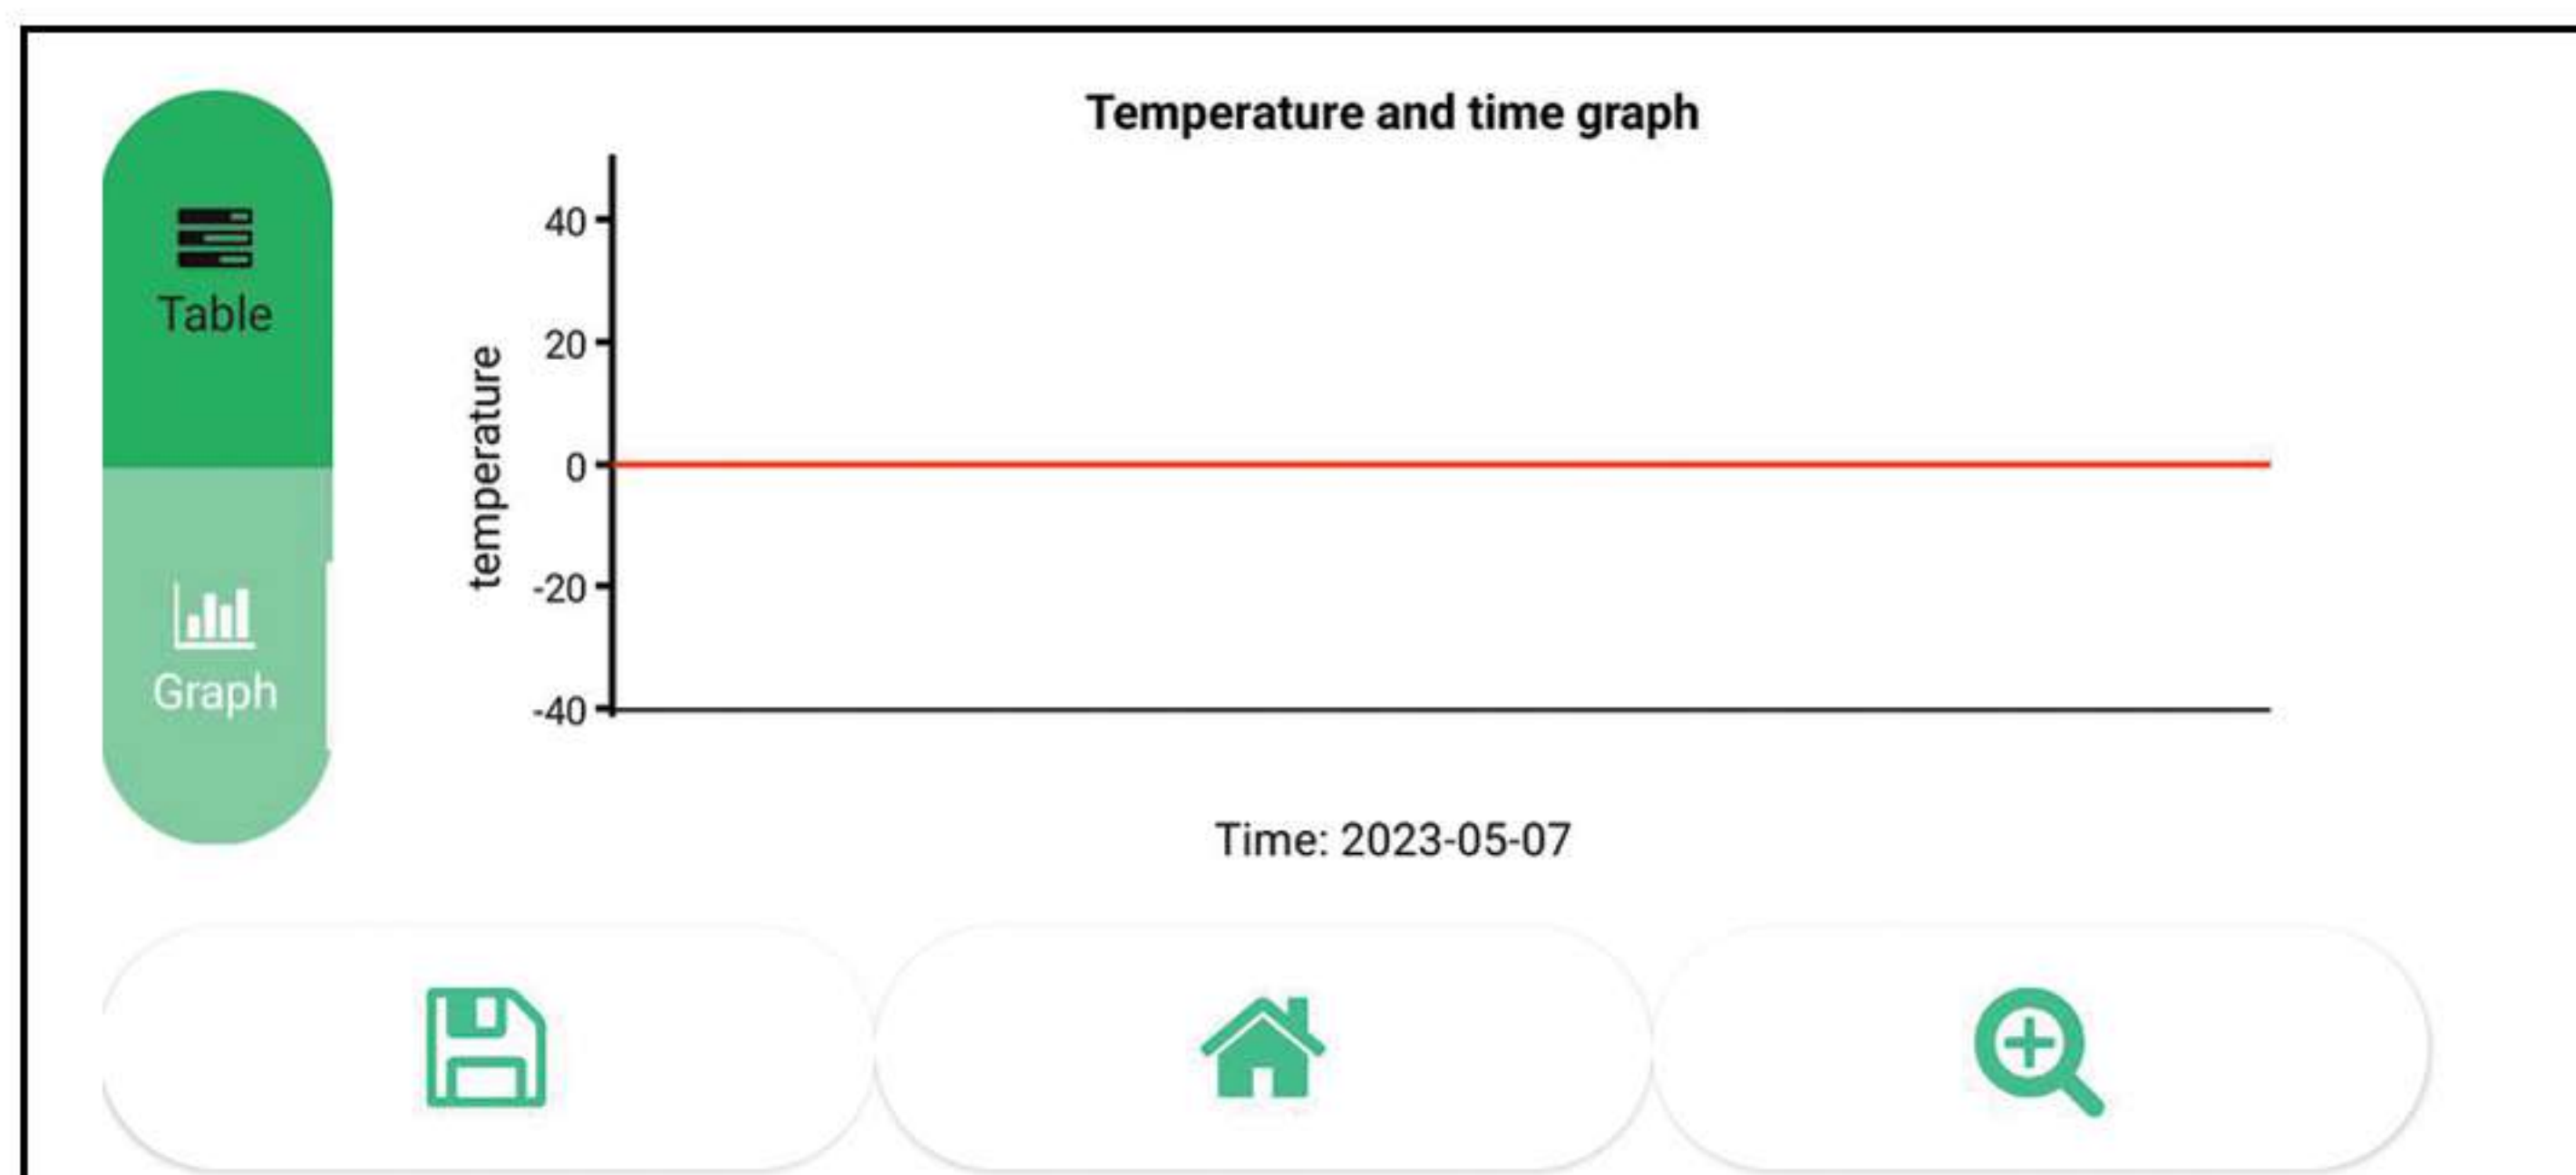 Temperature and time graph
Table
Graph
temperature
40
20
0
-20
-40
Time: 2023-05-07